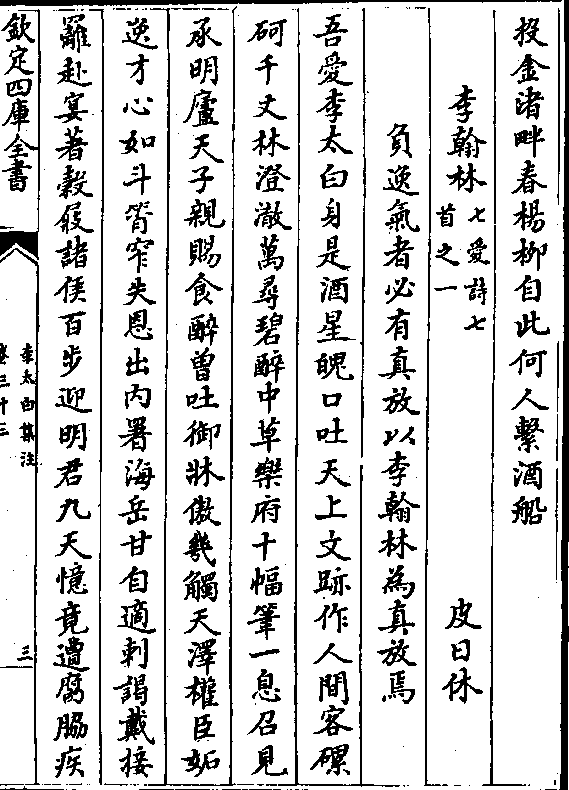 投金渚畔春楊柳自此何人繫酒船
李翰林七愛詩七首之一 皮日休
負逸氣者必有真放以李翰林為真放焉
吾愛李太白身是酒星魄口吐天上文跡作人間客磥
砢千丈林澄澈萬尋碧醉中草樂府十幅筆一息召見
承明廬天子親賜食醉曾吐御牀傲幾觸天澤權臣妬
逸才心如斗筲窄失恩出内署海岳甘自適刺謁戴接
䍦赴宴著穀屐諸侯百步迎明君九天憶竟遭腐脇疾
欽定四庫全書
李太白集注
卷三十三
三